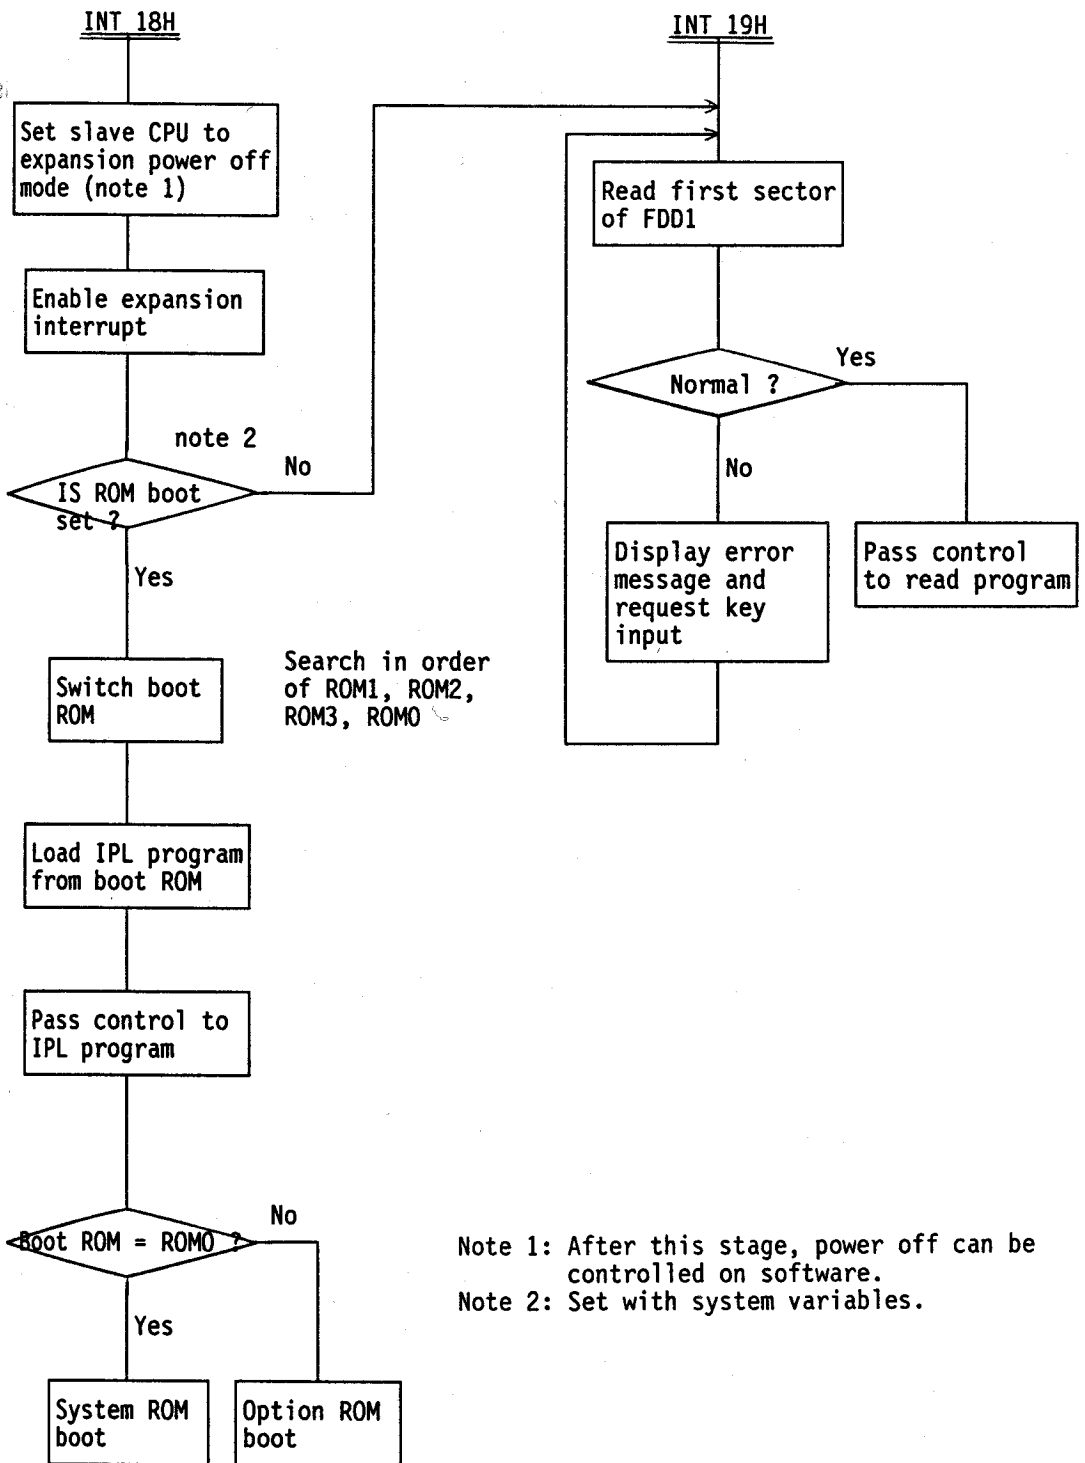 INT 18H
Set slave CPU to
expansion power off
mode (note 1)
Enable expansion
interrupt
note 2
IS ROM boot
set ?
No
Yes
Switch boot
ROM
Search in order
of ROM1, ROM2,
ROM3, ROM0
Load IPL program
from boot ROM
Pass control to
IPL program
Boot ROM = ROM0 ?
No
Yes
System ROM
boot
Option ROM
boot
INT 19H
Read first sector
of FDD1
Normal ?
Yes
No
Display error
message and
request key
input
Pass control
to read program
Note 1: After this stage, power off can be
controlled on software.
Note 2: Set with system variables.